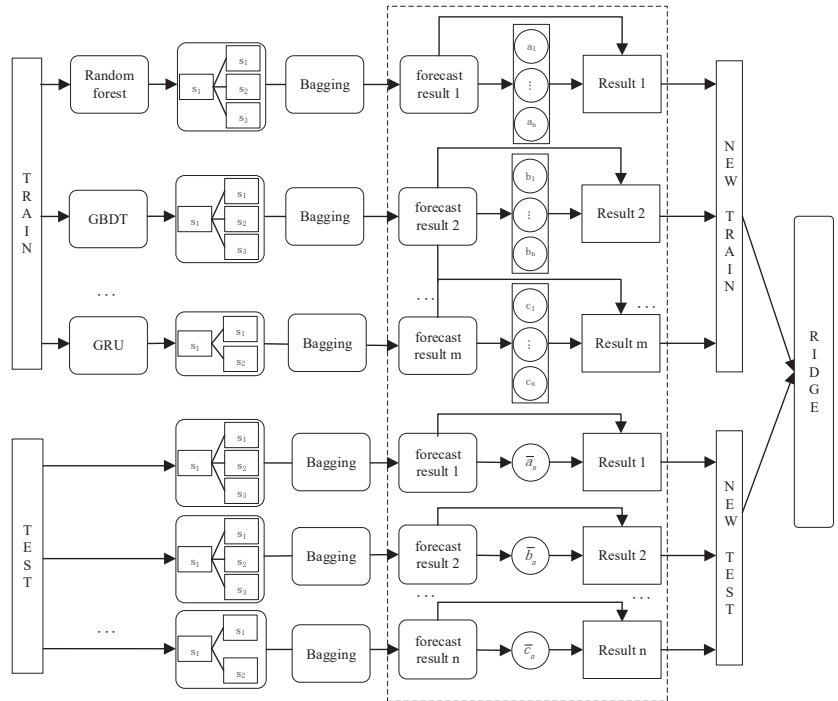 TRAIN
Random
forest
s₁
s₁
s₂
s₃
Bagging
forecast
result 1
a₁
⋮
aₙ
Result 1
GBDT
s₁
s₁
s₂
s₃
Bagging
forecast
result 2
b₁
⋮
bₙ
Result 2
...
...
...
GRU
s₁
s₁
s₂
Bagging
forecast
result m
c₁
⋮
cₙ
Result m
NEW TRAIN
RIDGE
TEST
s₁
s₁
s₂
s₃
Bagging
forecast
result 1
a̅ₙ
Result 1
s₁
s₁
s₂
s₃
Bagging
forecast
result 2
b̅ₙ
Result 2
...
...
...
s₁
s₁
s₂
Bagging
forecast
result n
c̅ₙ
Result n
NEW TEST